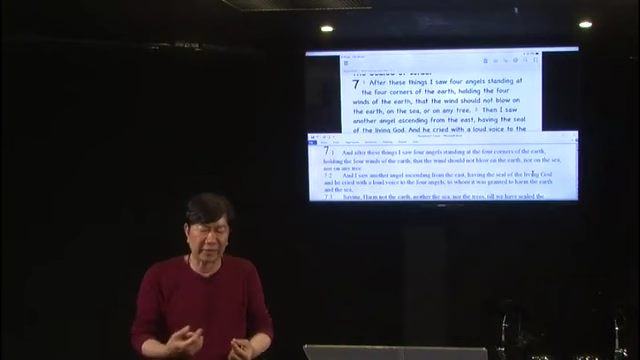 The Sealed of Israel
7 1 After these things I saw four angels standing at
the four corners of the earth, holding the four
winds of the earth, that the wind should not blow on
the earth, on the sea, or on any tree. 2 Then I saw
another angel ascending from the east, having the seal
of the living God. And he cried with a loud voice to the
7:1 And after these things I saw four angels standing at the four corners of the earth,
holding the four winds of the earth, that the wind should not blow on the earth, nor on the sea,
nor on any tree
7:2 And I saw another angel ascending from the east, having the seal of the living God
and he cried with a loud voice to the four angels, to whom it was granted to harm the earth
and the sea,
7:3 Saying, Harm not the earth, neither the sea, nor the trees, till we have sealed the